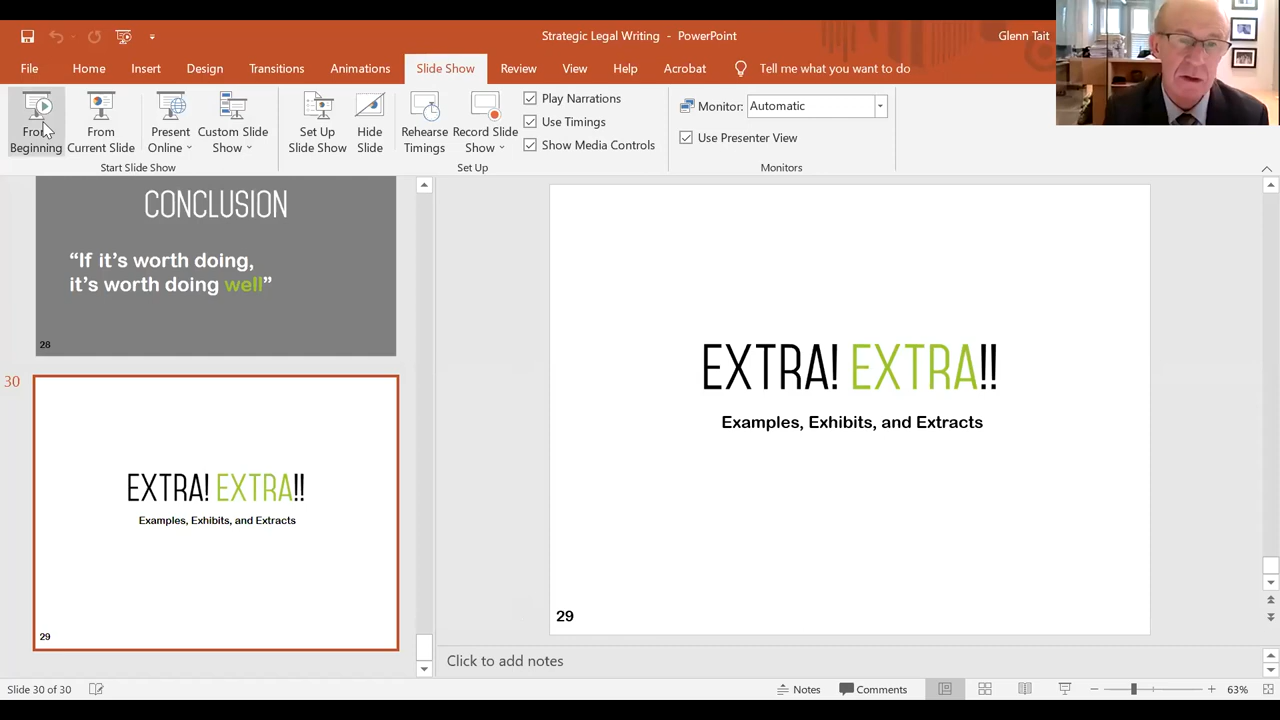 Strategic Legal Writing - PowerPoint
Glenn Tait
File
Home
Insert
Design
Transitions
Animations
Slide Show
Review
View
Help
Acrobat
Tell me what you want to do
From
Beginning
From
Current Slide
Present
Online
Custom Slide
Show
Start Slide Show
Set Up
Slide Show
Hide
Slide
Rehearse
Timings
Record Slide
Show
Play Narrations
Use Timings
Show Media Controls
Set Up
Monitor: Automatic
Use Presenter View
Monitors
CONCLUSION
“If it’s worth doing,
it’s worth doing well”
28
30
EXTRA! EXTRA!!
Examples, Exhibits, and Extracts
29
EXTRA! EXTRA!!
Examples, Exhibits, and Extracts
29
Click to add notes
Slide 30 of 30
Notes
Comments
63%